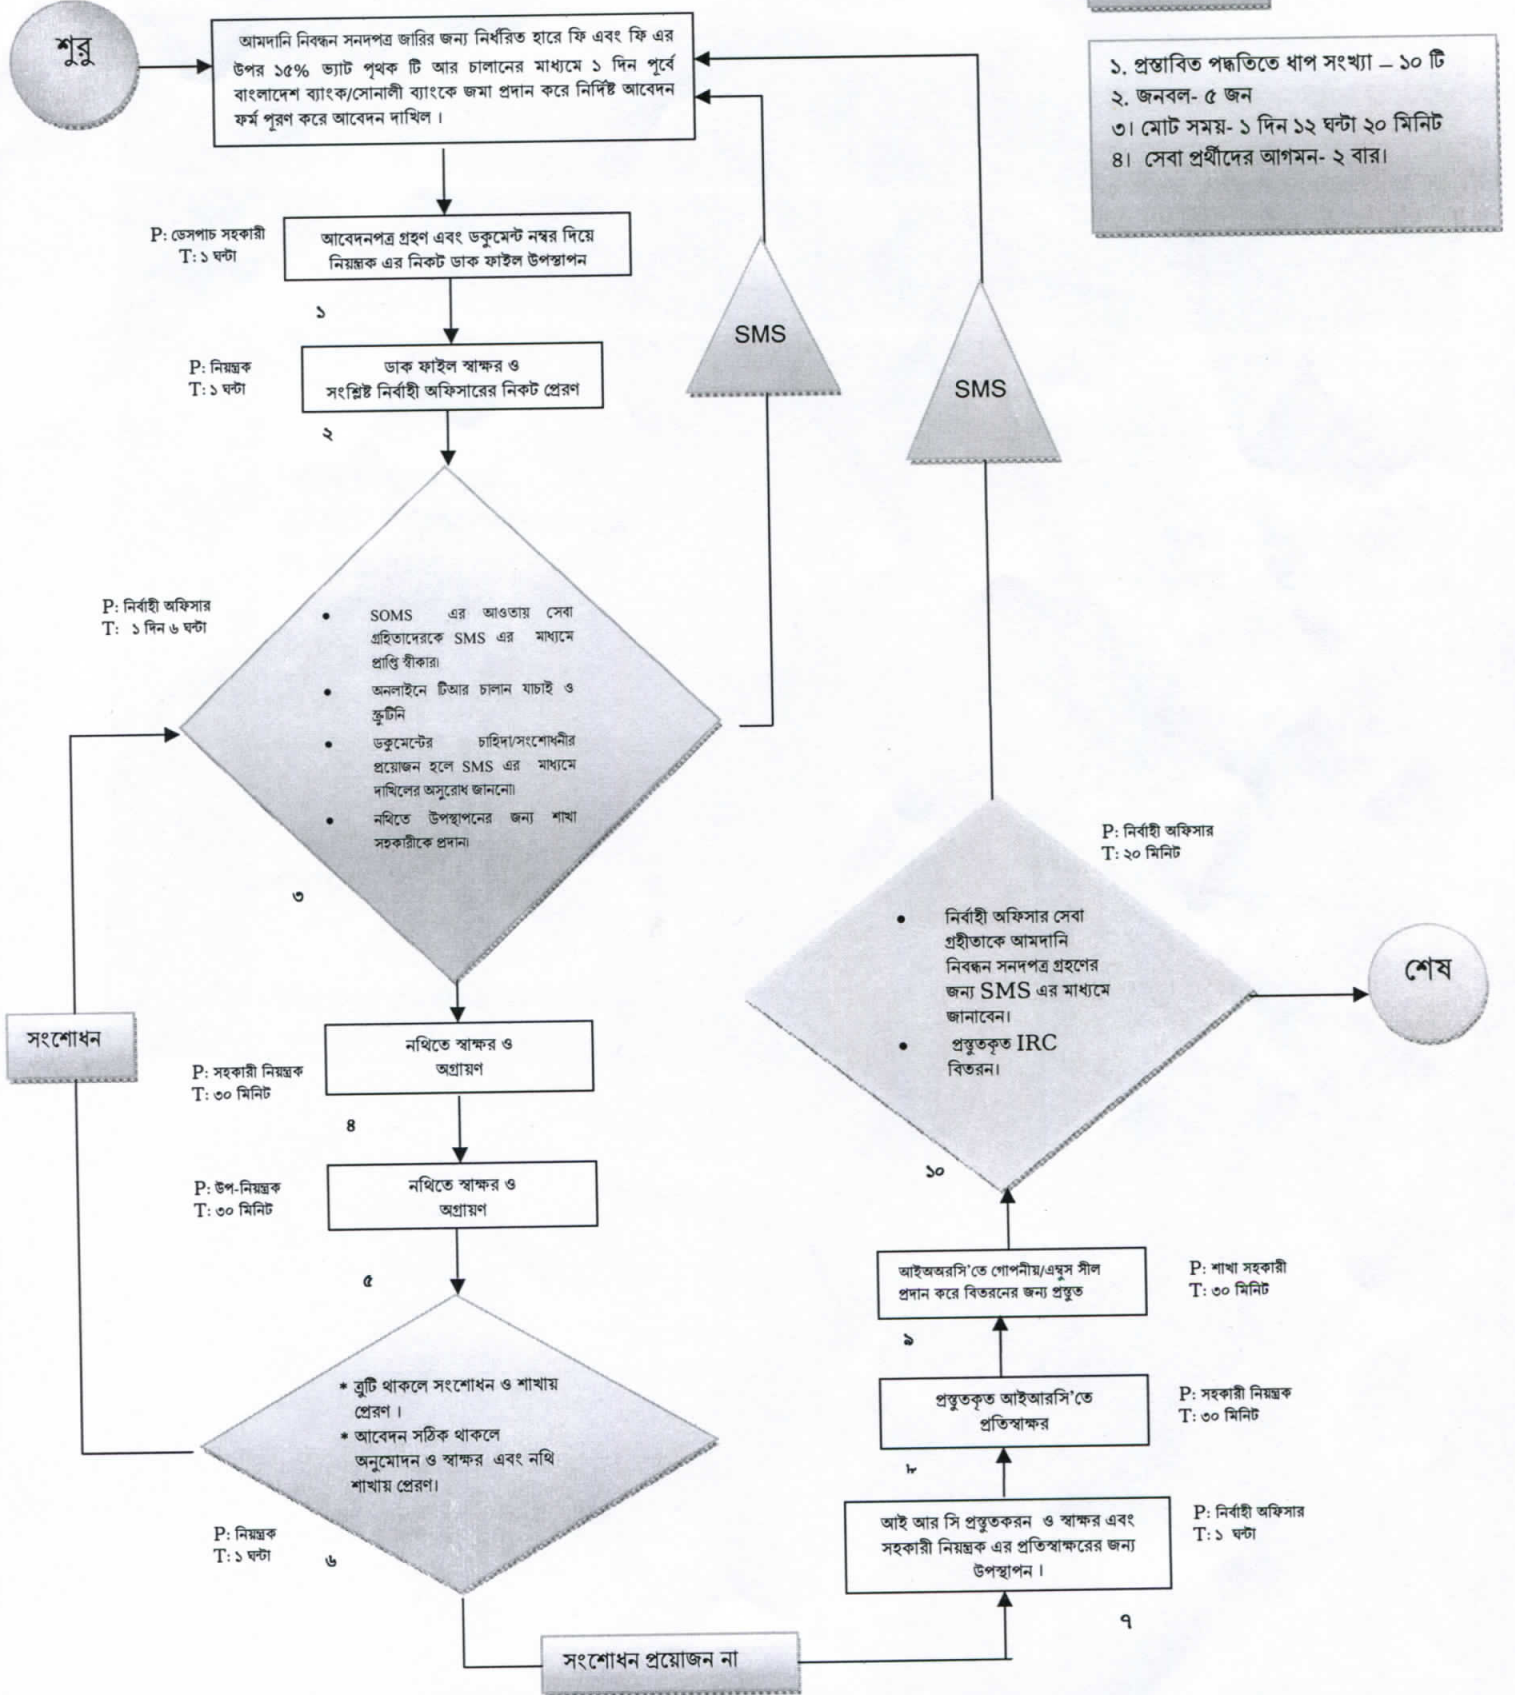 শুরু
আমদানি নিবন্ধন সনদপত্র জারির জন্য নির্ধারিত হারে ফি এবং ফি এর
উপর ১৫% ভ্যাট পৃথক টি আর চালানের মাধ্যমে ১ দিন পূর্বে
বাংলাদেশ ব্যাংক/সোনালী ব্যাংকে জমা প্রদান করে নির্দিষ্ট আবেদন
ফর্ম পূরণ করে আবেদন দাখিল ।
১. প্রস্তাবিত পদ্ধতিতে ধাপ সংখ্যা – ১০ টি
২. জনবল- ৫ জন
৩। মোট সময়- ১ দিন ১২ ঘন্টা ২০ মিনিট
৪। সেবা প্রর্থীদের আগমন- ২ বার।
P: ডেসপাচ সহকারী
T: ১ ঘন্টা
আবেদনপত্র গ্রহণ এবং ডকুমেন্ট নম্বর দিয়ে
নিয়ন্ত্রক এর নিকট ডাক ফাইল উপস্থাপন
১
P: নিয়ন্ত্রক
T: ১ ঘন্টা
ডাক ফাইল স্বাক্ষর ও
সংশ্লিষ্ট নির্বাহী অফিসারের নিকট প্রেরণ
২
SMS
SMS
P: নির্বাহী অফিসার
T: ১ দিন ৬ ঘন্টা
• SOMS এর আওতায় সেবা
গ্রহিতাদেরকে SMS এর মাধ্যমে
প্রাপ্তি স্বীকার।
• অনলাইনে টিআর চালান যাচাই ও
স্ক্রুটিনি
• ডকুমেন্টের চাহিদা/সংশোধনীর
প্রয়োজন হলে SMS এর মাধ্যমে
দাখিলের অসুরোধ জাননো।
• নথিতে উপস্থাপনের জন্য শাখা
সহকারীকে প্রদান।
৩
সংশোধন
P: সহকারী নিয়ন্ত্রক
T: ৩০ মিনিট
নথিতে স্বাক্ষর ও
অগ্রায়ণ
৪
P: উপ-নিয়ন্ত্রক
T: ৩০ মিনিট
নথিতে স্বাক্ষর ও
অগ্রায়ণ
৫
* ত্রুটি থাকলে সংশোধন ও শাখায়
প্রেরণ ।
* আবেদন সঠিক থাকলে
অনুমোদন ও স্বাক্ষর এবং নথি
শাখায় প্রেরণ।
P: নিয়ন্ত্রক
T: ১ ঘন্টা
৬
সংশোধন প্রয়োজন না
আই আর সি প্রস্তুতকরন ও স্বাক্ষর এবং
সহকারী নিয়ন্ত্রক এর প্রতিস্বাক্ষরের জন্য
উপস্থাপন ।
P: নির্বাহী অফিসার
T: ১ ঘন্টা
৭
প্রস্তুতকৃত আইআরসি'তে
প্রতিস্বাক্ষর
P: সহকারী নিয়ন্ত্রক
T: ৩০ মিনিট
৮
আইঅঅরসি'তে গোপনীয়/এম্বুস সীল
প্রদান করে বিতরনের জন্য প্রস্তুত
P: শাখা সহকারী
T: ৩০ মিনিট
৯
P: নির্বাহী অফিসার
T: ২০ মিনিট
• নির্বাহী অফিসার সেবা
গ্রহীতাকে আমদানি
নিবন্ধন সনদপত্র গ্রহণের
জন্য SMS এর মাধ্যমে
জানাবেন।
• প্রস্তুতকৃত IRC
বিতরন।
১০
শেষ